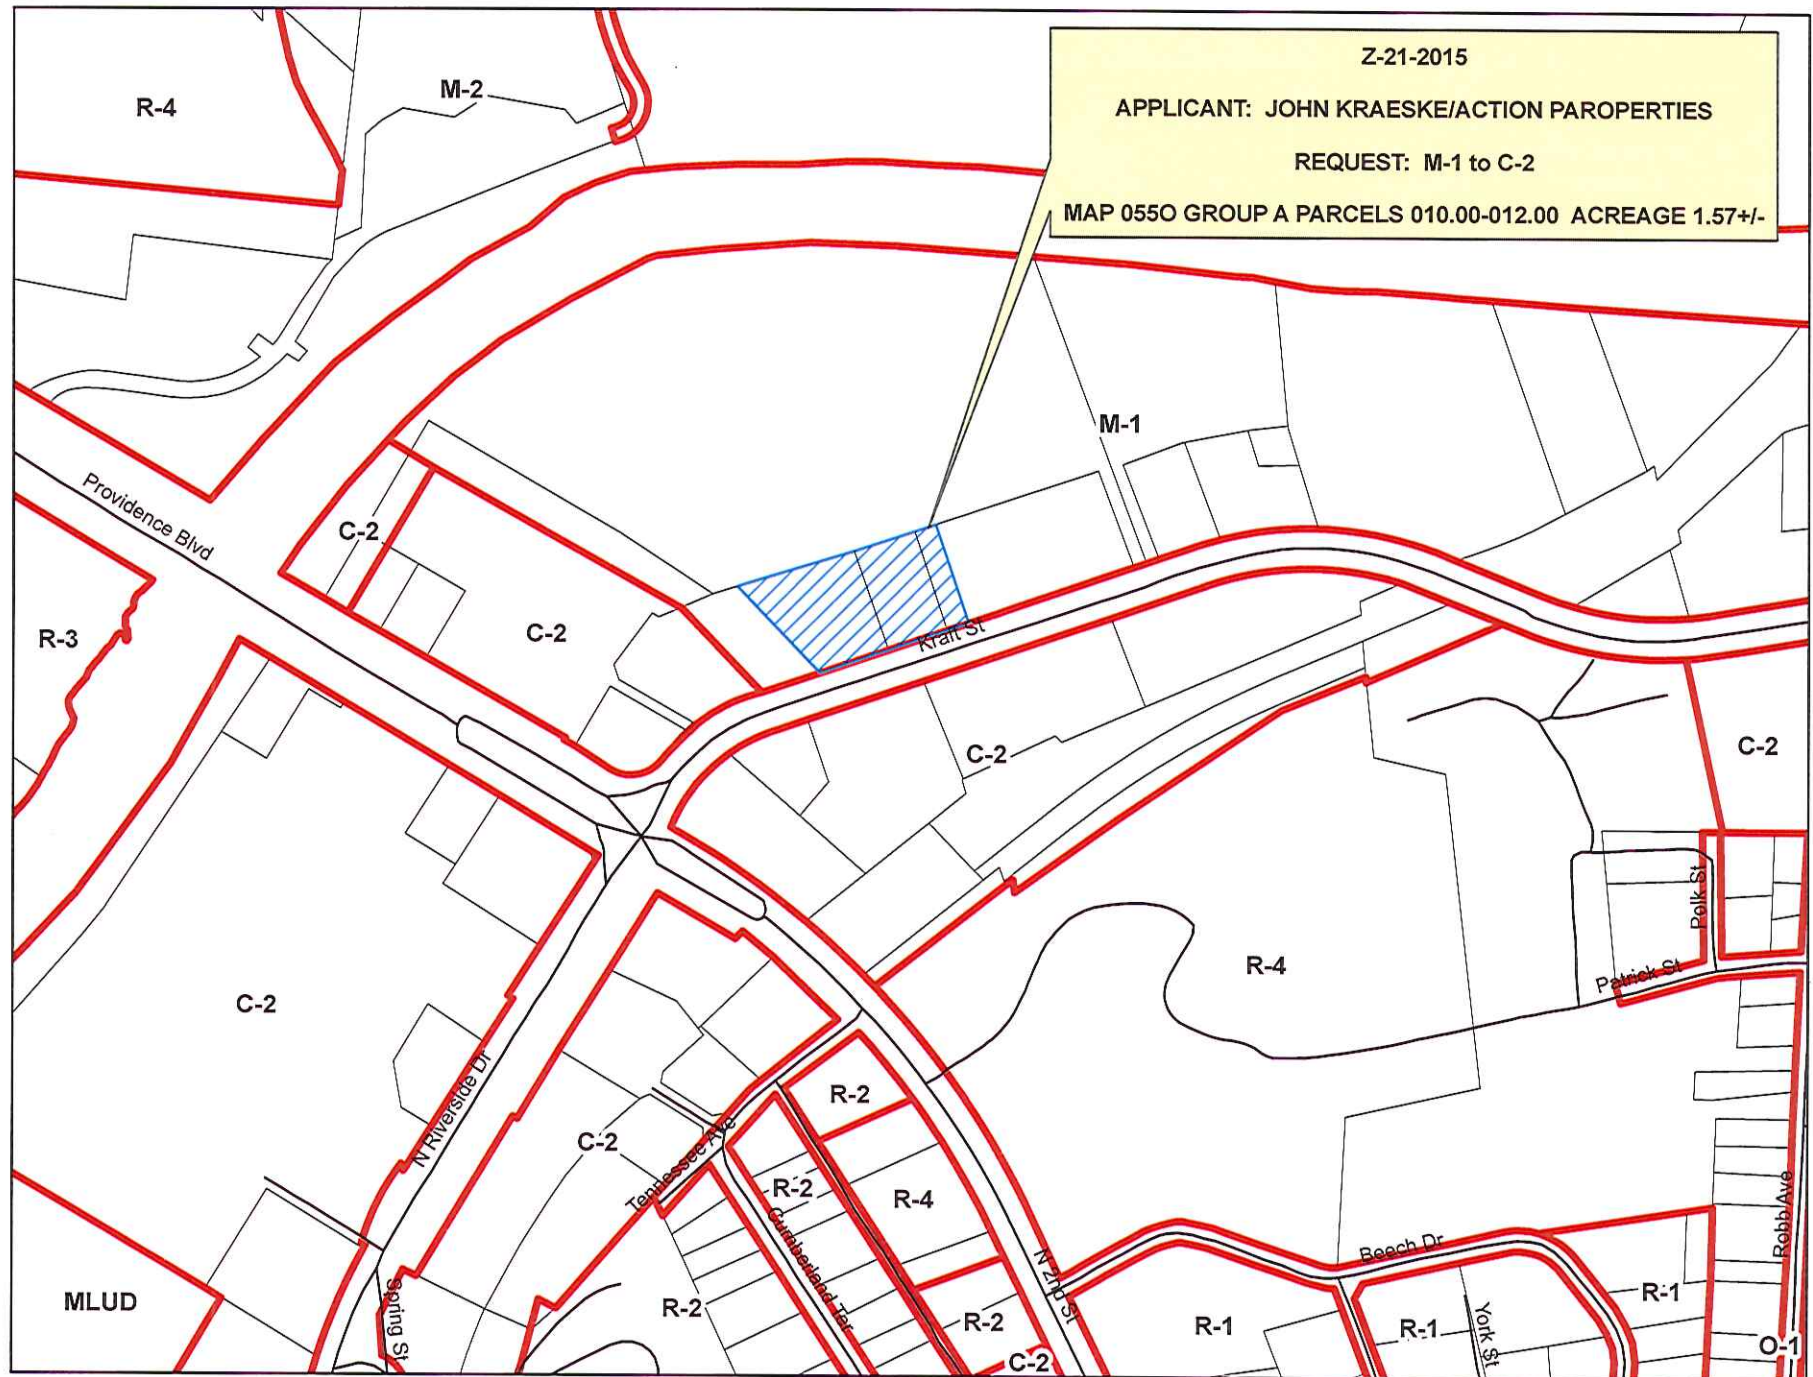 Z-21-2015
APPLICANT: JOHN KRAESKE/ACTION PAROPERTIES
REQUEST: M-1 to C-2
MAP 055O GROUP A PARCELS 010.00-012.00 ACREAGE 1.57+/-
R-4
M-2
M-1
Providence Blvd
C-2
R-3
C-2
Kraft St
C-2
C-2
Polk St
Patrick St
R-4
C-2
N Riverside Dr
R-2
C-2
Tennessee Ave
R-2
R-4
Cumberland Ter
N 2nd St
Beech Dr
Robb Ave
MLUD
Spring St
R-2
R-2
C-2
R-1
R-1
York St
R-1
O-1